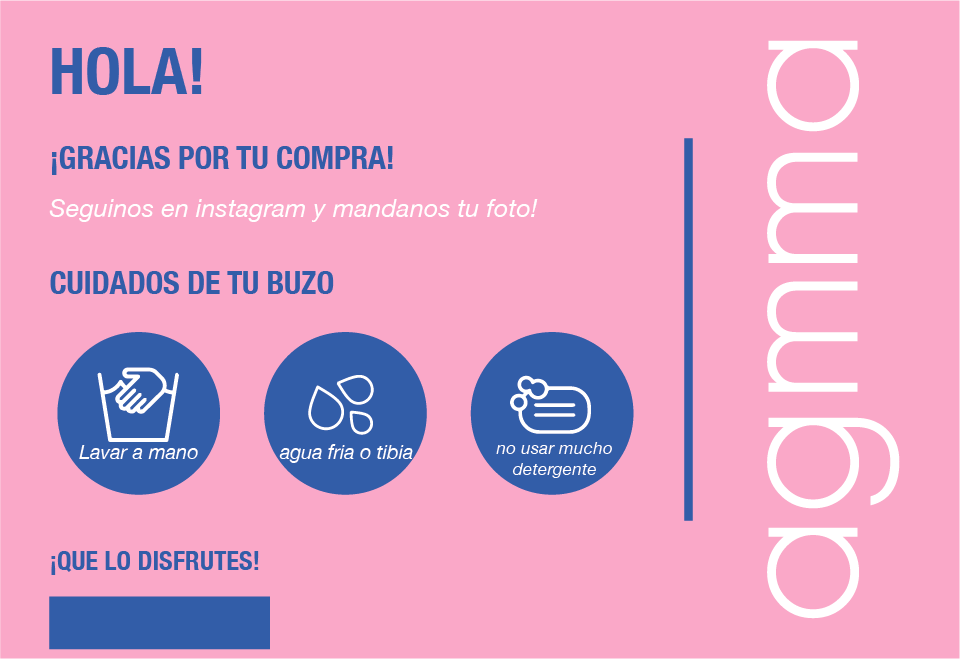 HOLA!
¡GRACIAS POR TU COMPRA!
Seguinos en instagram y mandanos tu foto!
CUIDADOS DE TU BUZO
Lavar a mano
agua fria o tibia
no usar mucho
detergente
¡QUE LO DISFRUTES!
agmma